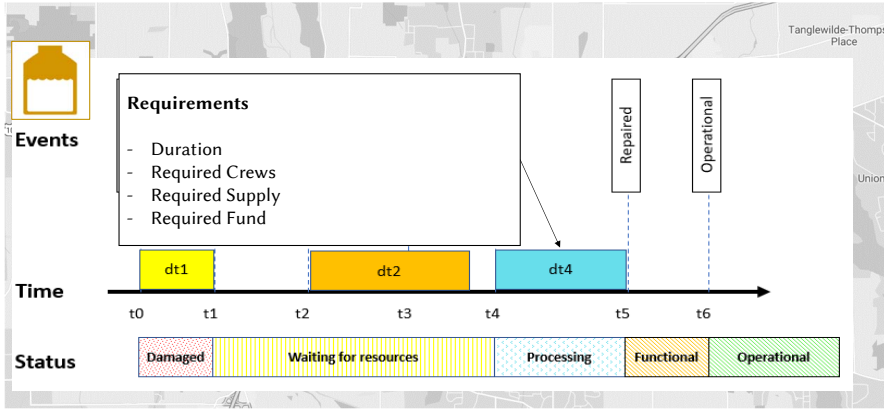 Tanglewilde-Thomps
Place
Union
Events
Requirements
- Duration
- Required Crews
- Required Supply
- Required Fund
Repaired
Operational
dt1
dt2
dt4
Time
t0
t1
t2
t3
t4
t5
t6
Status
Damaged
Waiting for resources
Processing
Functional
Operational